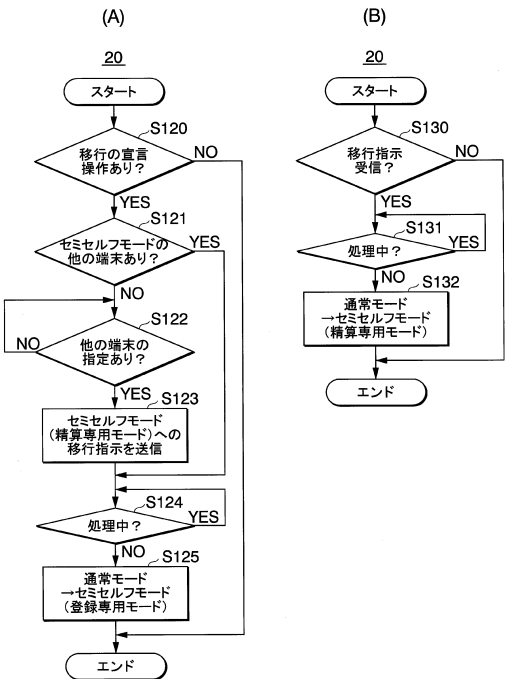 (A)
20
スタート
S120
移行の宣言
操作あり?
NO
YES
S121
セミセルフモードの
他の端末あり?
YES
NO
S122
他の端末の
指定あり?
NO
YES
S123
セミセルフモード
(精算専用モード)への
移行指示を送信
S124
処理中?
YES
NO
S125
通常モード
→セミセルフモード
(登録専用モード)
エンド
(B)
20
スタート
S130
移行指示
受信?
NO
YES
S131
処理中?
YES
NO
S132
通常モード
→セミセルフモード
(精算専用モード)
エンド